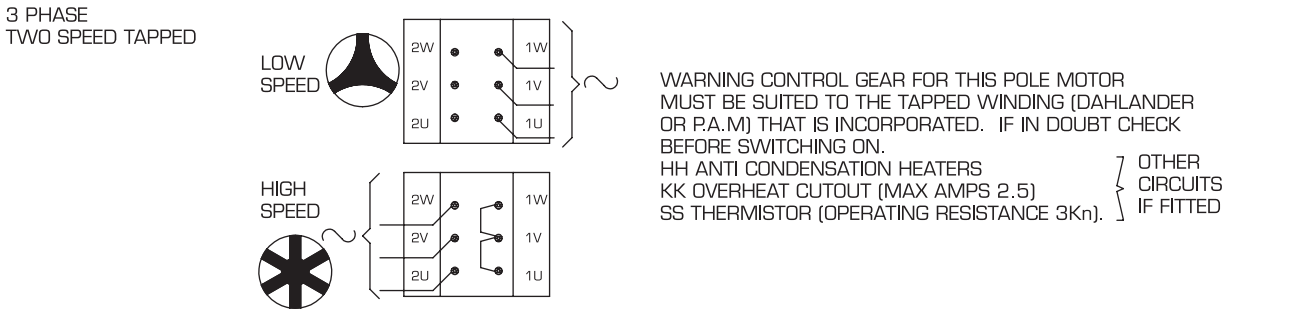 3 PHASE
TWO SPEED TAPPED
LOW
SPEED
2W 1W
2V 1V
2U 1U
HIGH
SPEED
2W 1W
2V 1V
2U 1U
WARNING CONTROL GEAR FOR THIS POLE MOTOR
MUST BE SUITED TO THE TAPPED WINDING (DAHLANDER
OR P.A.M) THAT IS INCORPORATED. IF IN DOUBT CHECK
BEFORE SWITCHING ON.
HH ANTI CONDENSATION HEATERS
KK OVERHEAT CUTOUT (MAX AMPS 2.5)
SS THERMISTOR (OPERATING RESISTANCE 3Kn).
OTHER
CIRCUITS
IF FITTED